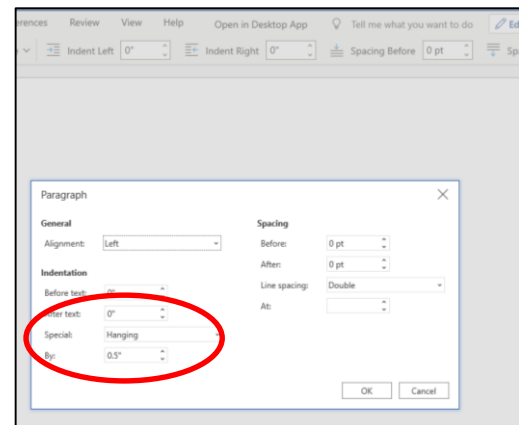 erences Review View Help Open in Desktop App Tell me what you want to do Ed
Indent Left 0" Indent Right 0" Spacing Before 0 pt Sp
Paragraph
General
Alignment: Left
Indentation
Before text: 0"
After text: 0"
Special: Hanging
By: 0.5"
Spacing
Before: 0 pt
After: 0 pt
Line spacing: Double
At:
OK Cancel